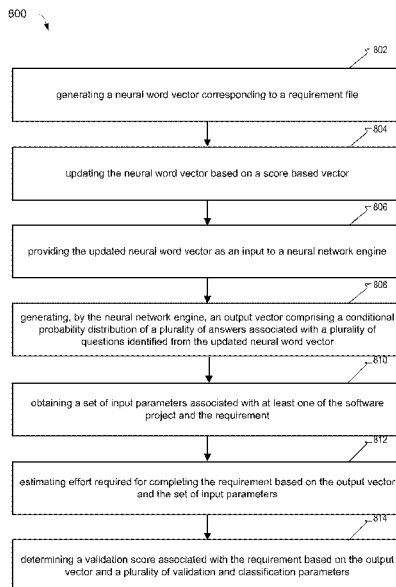 800
802
generating a neural word vector corresponding to a requirement file
804
updating the neural word vector based on a score based vector
806
providing the updated neural word vector as an input to a neural network engine
808
generating, by the neural network engine, an output vector comprising a conditional
probability distribution of a plurality of answers associated with a plurality of
questions identified from the updated neural word vector
810
obtaining a set of input parameters associated with at least one of the software
project and the requirement
812
estimating effort required for completing the requirement based on the output vector
and the set of input parameters
814
determining a validation score associated with the requirement based on the output
vector and a plurality of validation and classification parameters